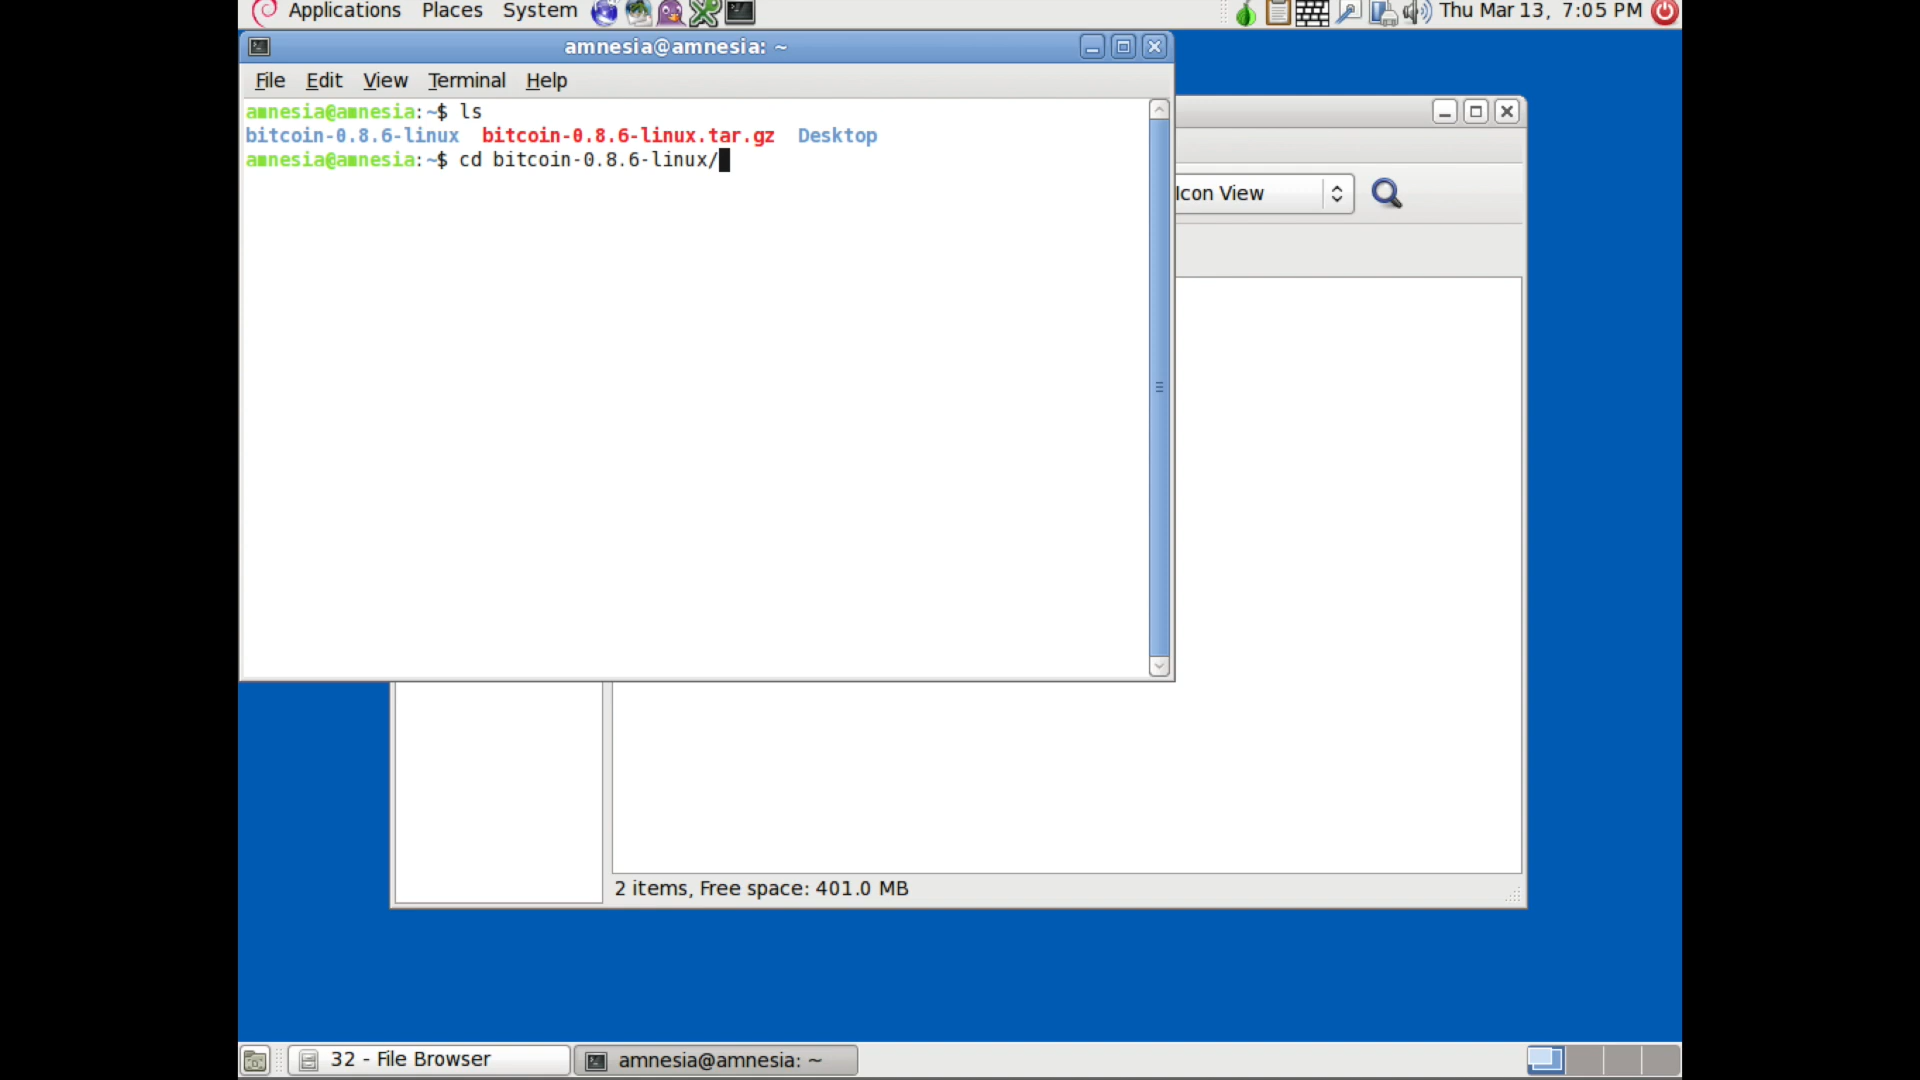 Applications Places System Thu Mar 13, 7:05 PM
amnesia@amnesia: ~
File Edit View Terminal Help
amnesia@amnesia:~$ ls
bitcoin-0.8.6-linux bitcoin-0.8.6-linux.tar.gz Desktop
amnesia@amnesia:~$ cd bitcoin-0.8.6-linux/
Icon View
2 items, Free space: 401.0 MB
32 - File Browser amnesia@amnesia: ~